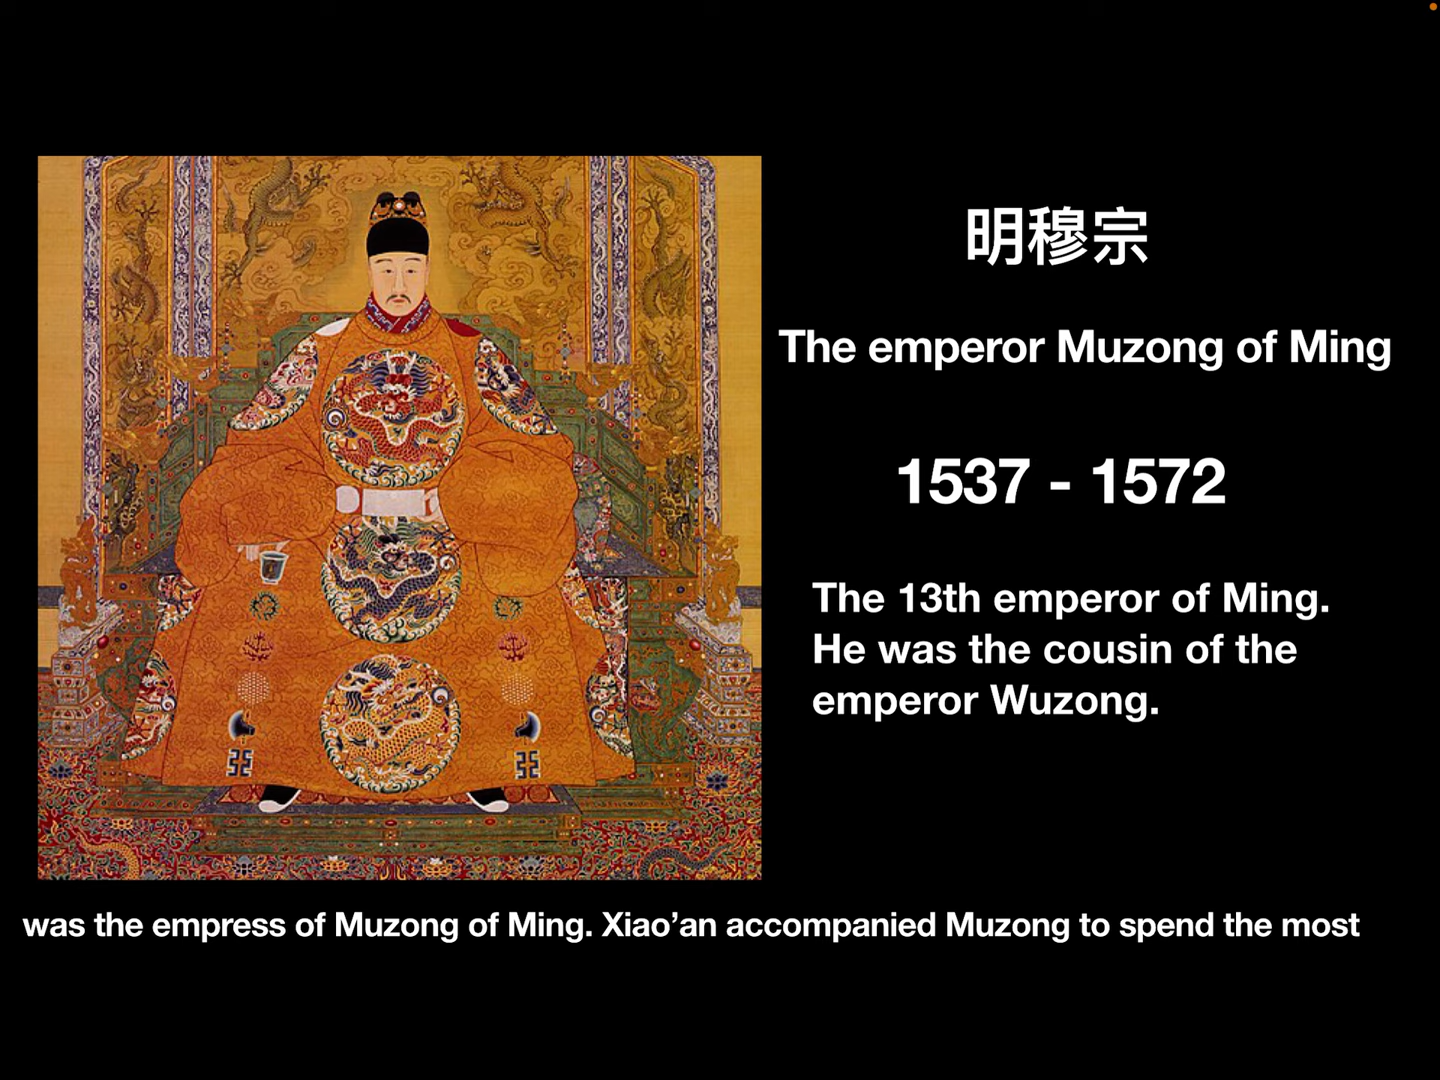 明穆宗
The emperor Muzong of Ming
1537 - 1572
The 13th emperor of Ming.
He was the cousin of the
emperor Wuzong.
was the empress of Muzong of Ming. Xiao’an accompanied Muzong to spend the most